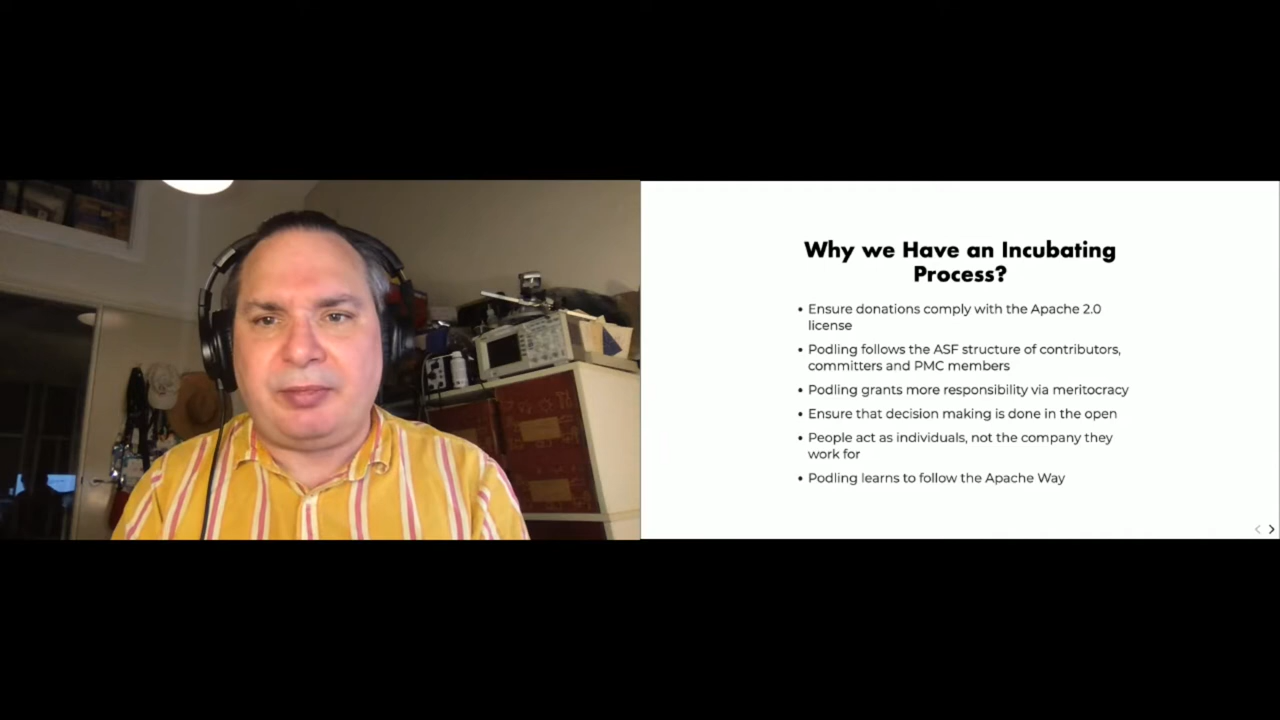 Why we Have an Incubating
Process?
• Ensure donations comply with the Apache 2.0
license
• Podling follows the ASF structure of contributors,
committers and PMC members
• Podling grants more responsibility via meritocracy
• Ensure that decision making is done in the open
• People act as individuals, not the company they
work for
• Podling learns to follow the Apache Way